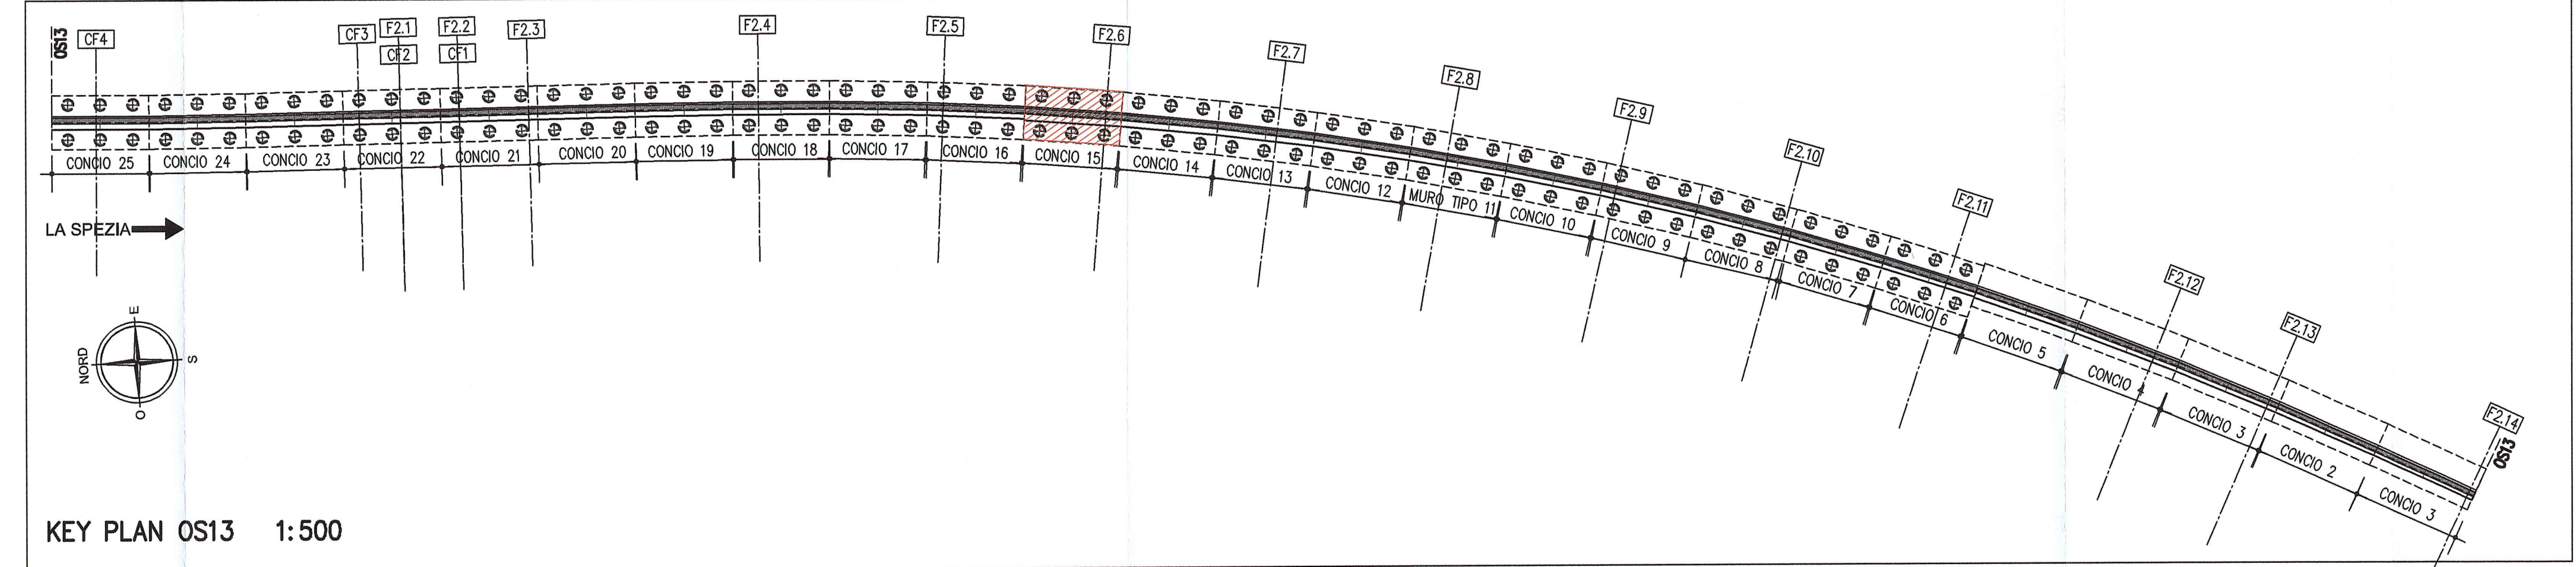 OS13
CF4
CF3
F2.1
CF2
F2.2
CF1
F2.3
F2.4
F2.5
F2.6
F2.7
F2.8
F2.9
F2.10
F2.11
F2.12
F2.13
F2.14
OS13
CONCIO 25
CONCIO 24
CONCIO 23
CONCIO 22
CONCIO 21
CONCIO 20
CONCIO 19
CONCIO 18
CONCIO 17
CONCIO 16
CONCIO 15
CONCIO 14
CONCIO 13
CONCIO 12
MURO TIPO 11
CONCIO 10
CONCIO 9
CONCIO 8
CONCIO 7
CONCIO 6
CONCIO 5
CONCIO 4
CONCIO 3
CONCIO 2
CONCIO 3
LA SPEZIA
E
NORD
S
O
KEY PLAN OS13 1:500